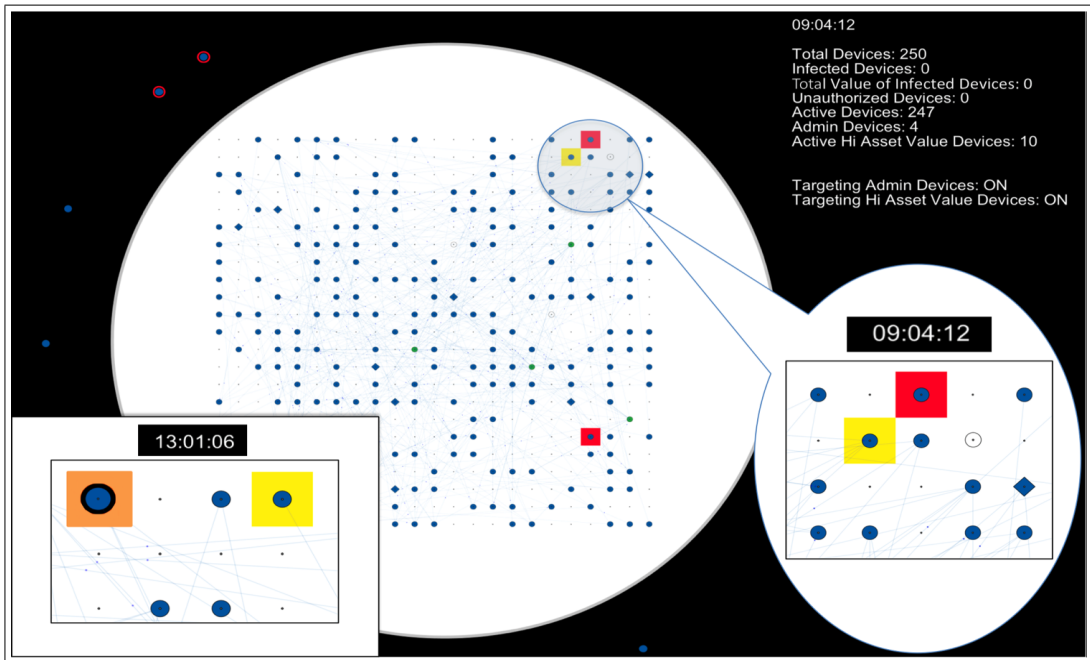 09:04:12
Total Devices: 250
Infected Devices: 0
Total Value of Infected Devices: 0
Unauthorized Devices: 0
Active Devices: 247
Admin Devices: 4
Active Hi Asset Value Devices: 10
Targeting Admin Devices: ON
Targeting Hi Asset Value Devices: ON
09:04:12
13:01:06